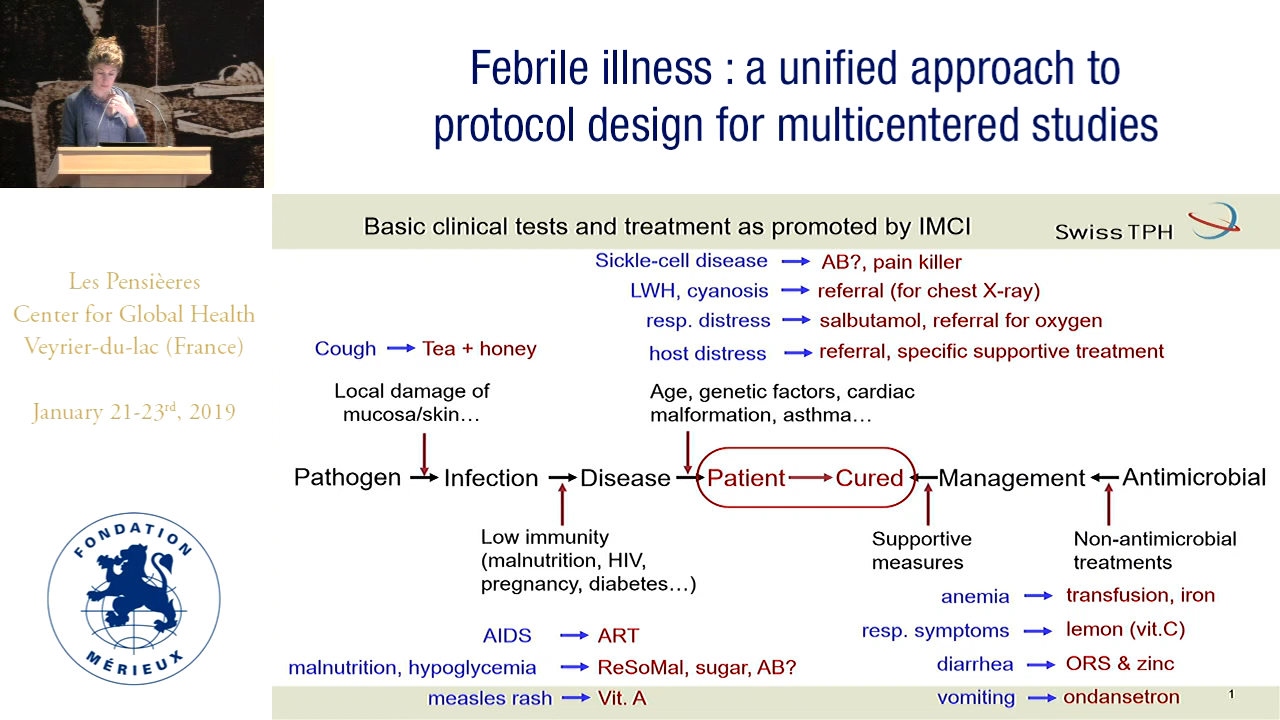 Febrile illness : a unified approach to
protocol design for multicentered studies
Les Pensièeres
Center for Global Health
Veyrier-du-lac (France)
January 21-23rd, 2019
FONDATION
MÉRIEUX
Basic clinical tests and treatment as promoted by IMCI
Swiss TPH
Sickle-cell disease → AB?, pain killer
LWH, cyanosis → referral (for chest X-ray)
resp. distress → salbutamol, referral for oxygen
Cough → Tea + honey
host distress → referral, specific supportive treatment
Local damage of
mucosa/skin…
Age, genetic factors, cardiac
malformation, asthma…
Pathogen → Infection → Disease → Patient → Cured ← Management ← Antimicrobial
Low immunity
(malnutrition, HIV,
pregnancy, diabetes…)
Supportive
measures
Non-antimicrobial
treatments
anemia → transfusion, iron
resp. symptoms → lemon (vit.C)
diarrhea → ORS & zinc
vomiting → ondansetron
AIDS → ART
malnutrition, hypoglycemia → ReSoMal, sugar, AB?
measles rash → Vit. A
1